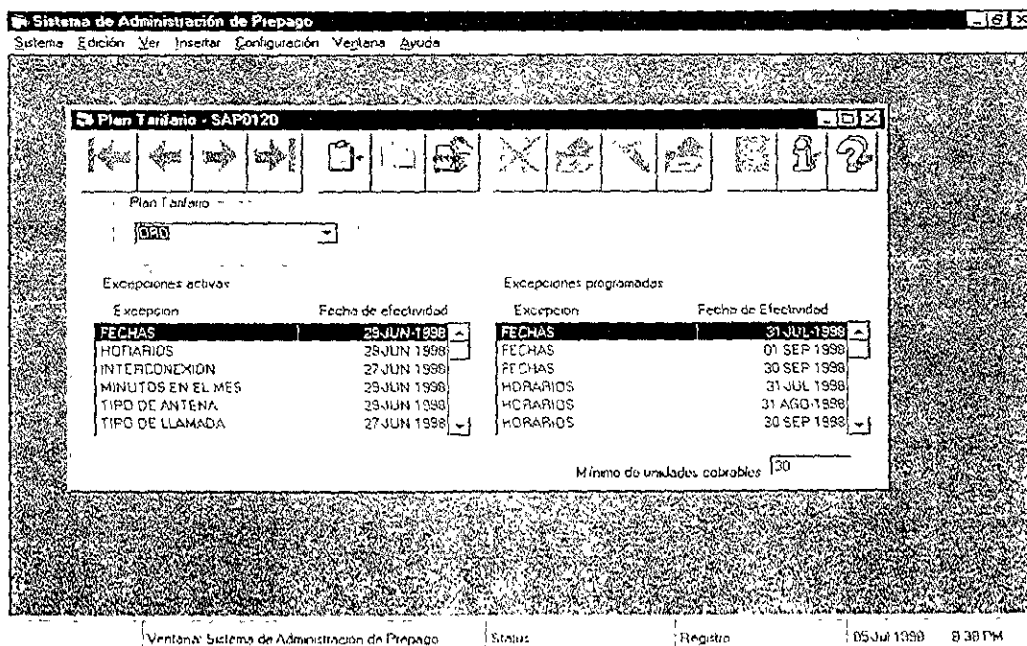 Sistema de Administración de Prepago
Sistema Edición Ver Insertar Configuración Ventana Ayuda
Plan Tarifario - SAP0120
Plan Tarifario
ORO
Excepciones activas Excepciones programadas
Excepcion Fecha de efectividad Excepcion Fecha de Efectividad
FECHAS 29-JUN-1998 FECHAS 31-JUL-1998
HORARIOS 29-JUN 1998 FECHAS 01 SEP 1998
INTERCONEXION 27 JUN 1998 FECHAS 30 SEP 1998
MINUTOS EN EL MES 29-JUN 1998 HORARIOS 31 JUL 1998
TIPO DE ANTENA 29-JUN 1998 HORARIOS 31 AGO-1998
TIPO DE LLAMADA 27-JUN 1998 HORARIOS 30 SEP 1998
Mínimo de unidades cobrables 30
Ventana: Sistema de Administración de Prepago Status Registro 05-Jul 1998 8 38 PM